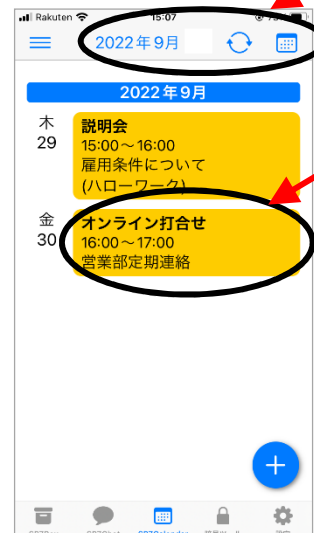 Rakuten 15:07
2022年9月
2022年9月
木
29
説明会
15:00～16:00
雇用条件について
(ハローワーク)
金
30
オンライン打合せ
16:00～17:00
営業部定期連絡